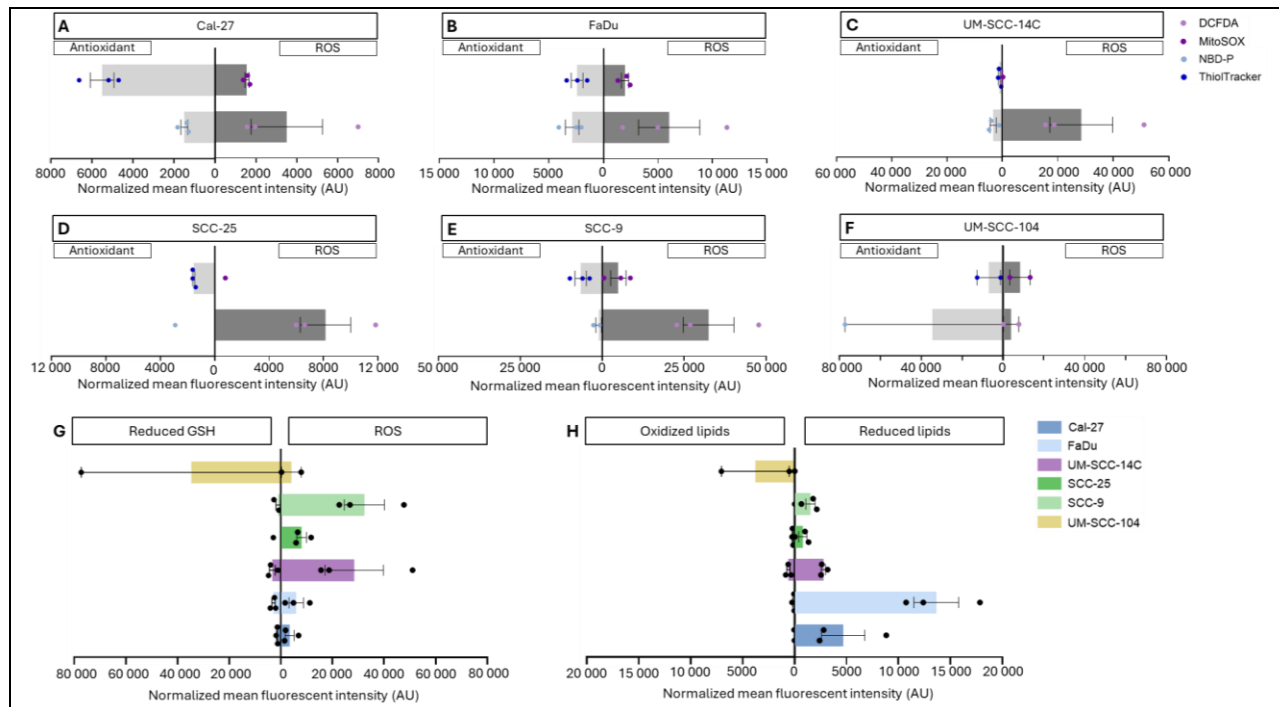 A
Cal-27
Antioxidant
ROS
8000 6000 4000 2000 0 2000 4000 6000 8000
Normalized mean fluorescent intensity (AU)
B
FaDu
Antioxidant
ROS
15 000 10 000 5000 0 5000 10 000 15 000
Normalized mean fluorescent intensity (AU)
C
UM-SCC-14C
Antioxidant
ROS
60 000 40 000 20 000 0 20 000 40 000 60 000
Normalized mean fluorescent intensity (AU)
DCFDA
MitoSOX
NBD-P
ThiolTracker
D
SCC-25
Antioxidant
ROS
12 000 8000 4000 0 4000 8000 12 000
Normalized mean fluorescent intensity (AU)
E
SCC-9
Antioxidant
ROS
50 000 25 000 0 25 000 50 000
Normalized mean fluorescent intensity (AU)
F
UM-SCC-104
Antioxidant
ROS
80 000 40 000 0 40 000 80 000
Normalized mean fluorescent intensity (AU)
G
Reduced GSH
ROS
80 000 60 000 40 000 20 000 0 20 000 40 000 60 000 80 000
Normalized mean fluorescent intensity (AU)
H
Oxidized lipids
Reduced lipids
20 000 10 000 5000 0 5000 10 000 15 000 20 000
Normalized mean fluorescent intensity (AU)
Cal-27
FaDu
UM-SCC-14C
SCC-25
SCC-9
UM-SCC-104